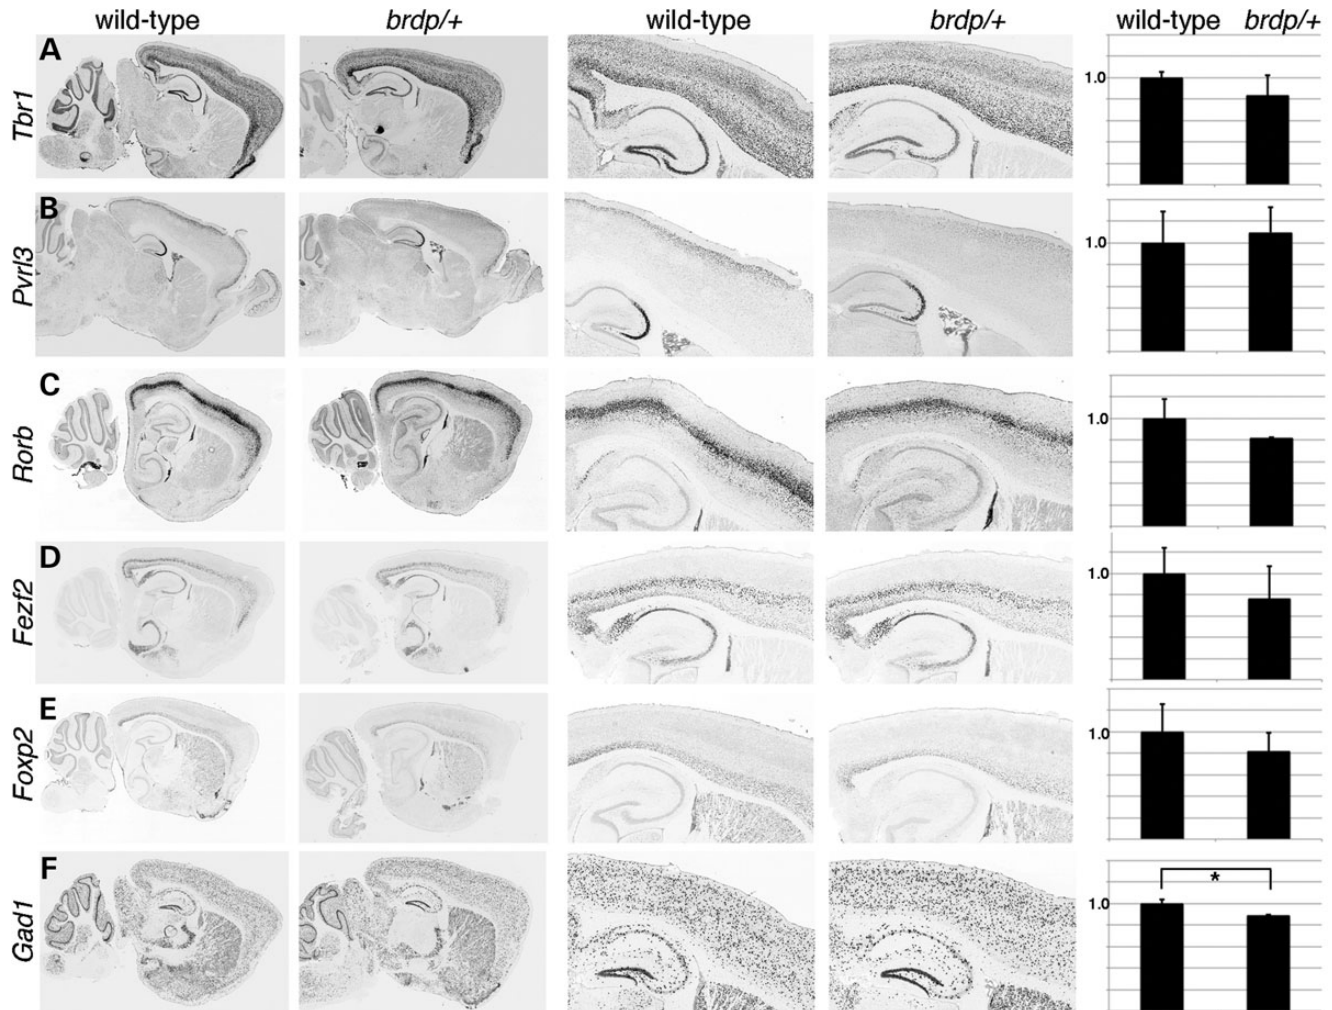 wild-type brdp/+ wild-type brdp/+ wild-type brdp/+
A
Tbr1
1.0
B
Pvrl3
1.0
C
Rorb
1.0
D
Fezf2
1.0
E
Foxp2
1.0
F
Gad1
*
1.0